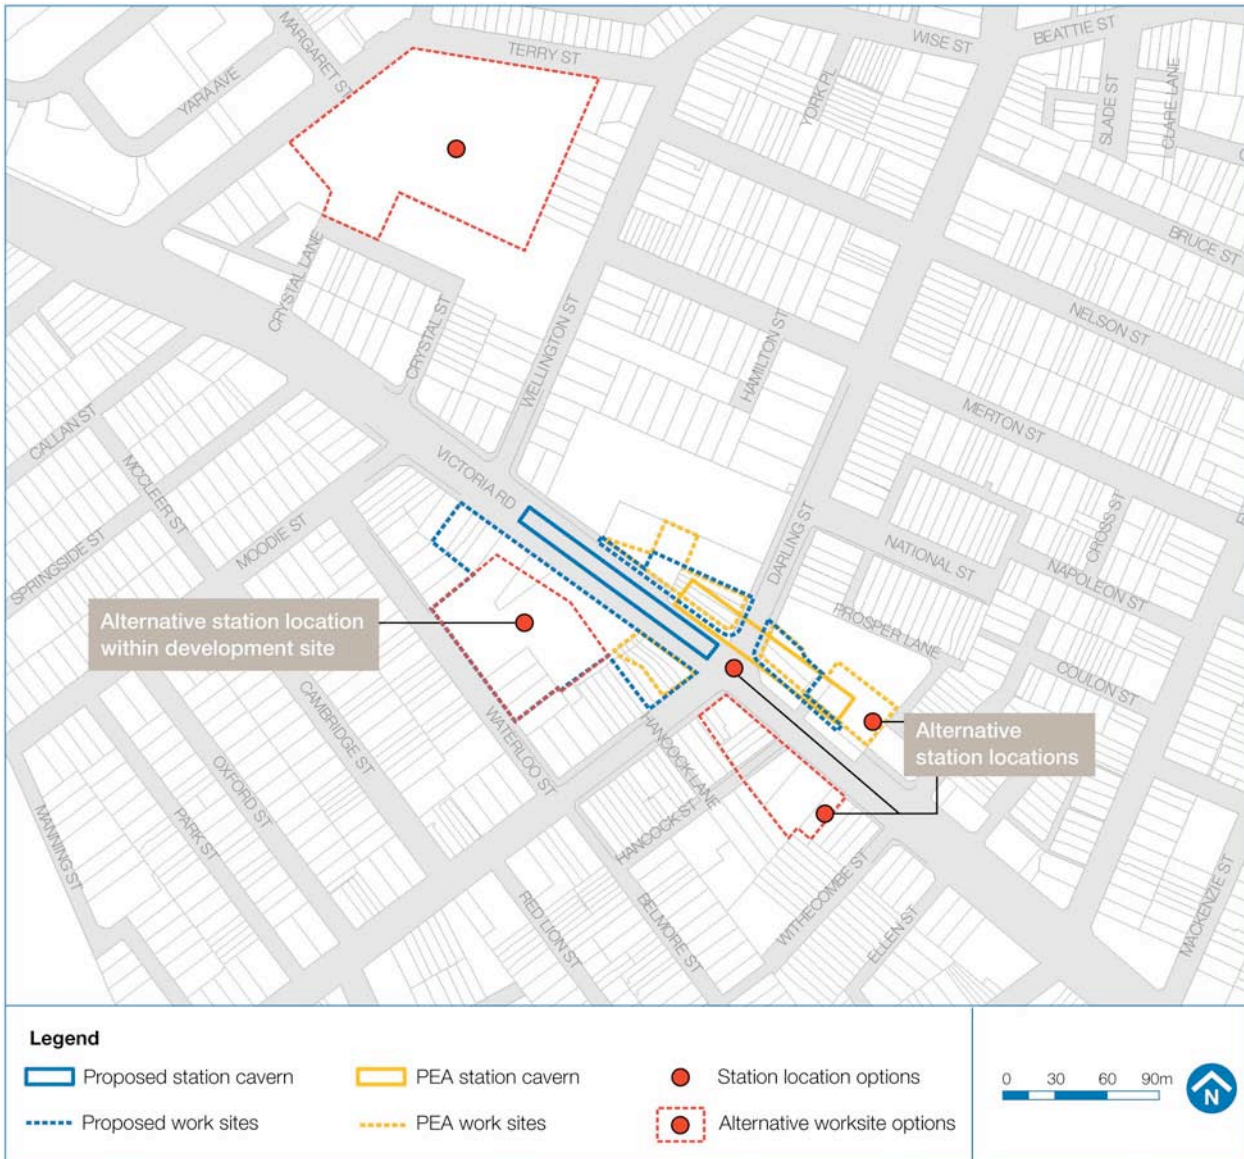 MARGARET ST
TERRY ST
WISE ST
BEATTIE ST
YARA AVE
YORK PL
SLADE ST
CLARE LANE
BRUCE ST
CRYSTAL LANE
CRYSTAL ST
WELLINGTON ST
HAMILTON ST
NELSON ST
MERTON ST
CALLAN ST
MCCLEER ST
VICTORIA RD
SPRINGSIDE ST
MOODIE ST
DARLING ST
NATIONAL ST
CROSS ST
NAPOLEON ST
PROSPER LANE
COULON ST
Alternative station location
within development site
Alternative
station locations
CAMBRIDGE ST
WATERLOO ST
HANCOCK LANE
OXFORD ST
HANCOCK ST
MANNING ST
PARK ST
RED LION ST
BELMORE ST
WITHECOMBE ST
ELLEN ST
MACKENZIE ST
Legend
Proposed station cavern
PEA station cavern
Station location options
Proposed work sites
PEA work sites
Alternative worksite options
0 30 60 90m
N